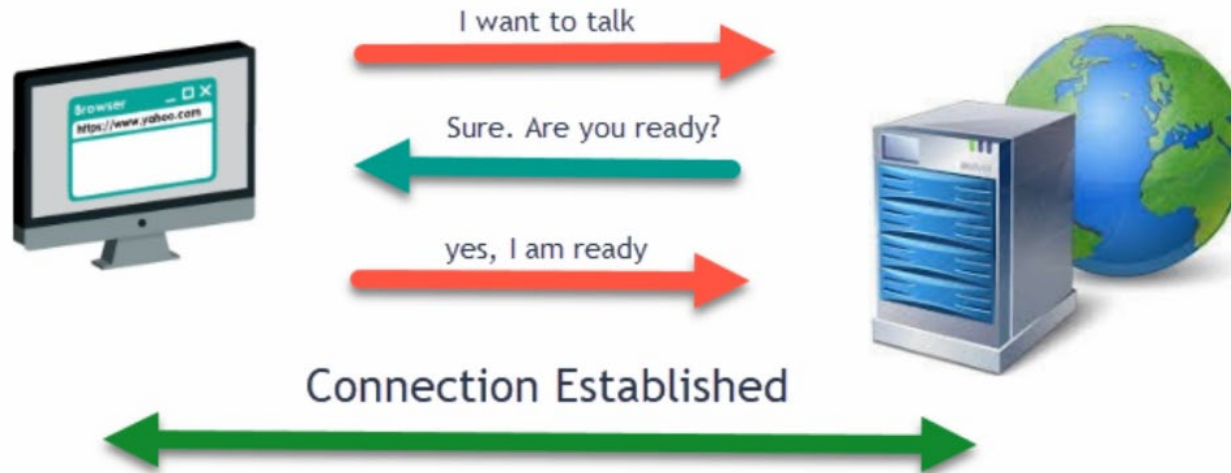 I want to talk
Browser
https://www.yahoo.com
Sure. Are you ready?
yes, I am ready
Connection Established